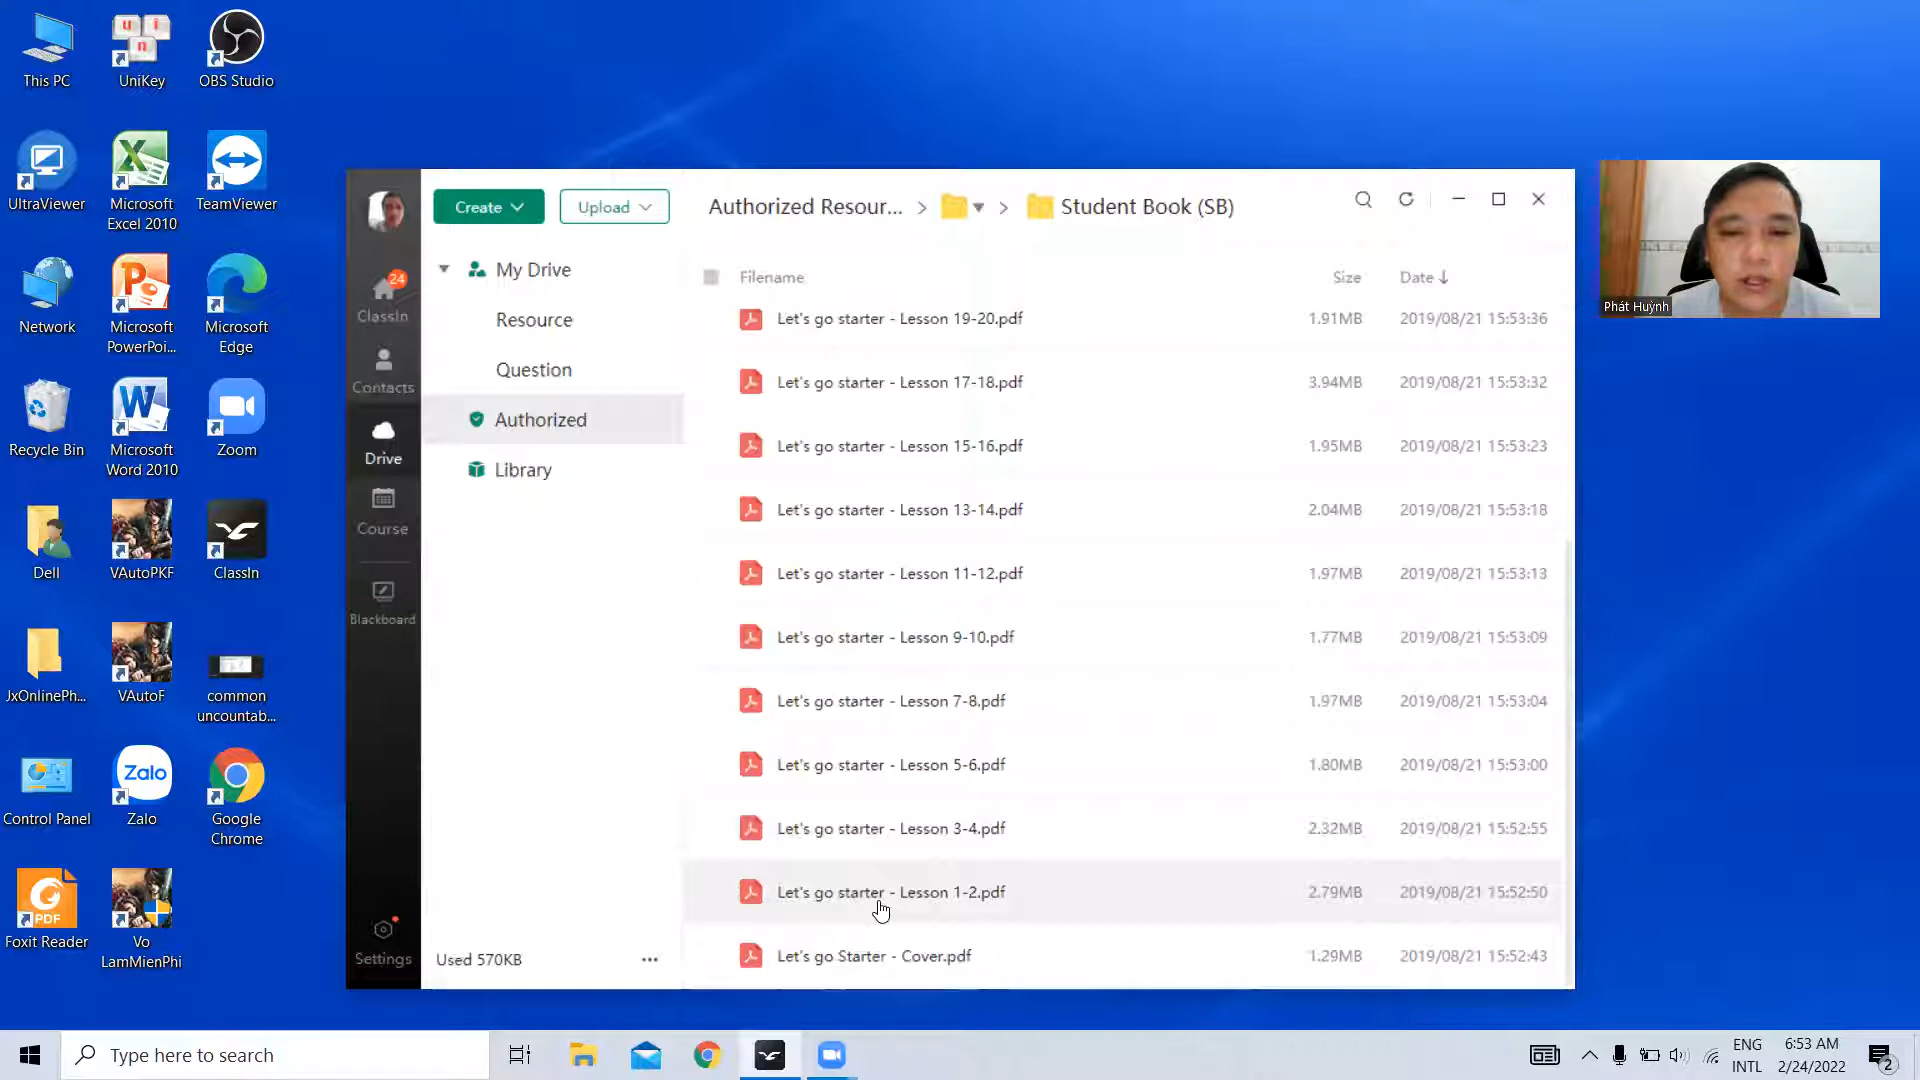 This PC
UniKey
OBS Studio
UltraViewer
Microsoft
Excel 2010
TeamViewer
Network
Microsoft
PowerPoi...
Microsoft
Edge
Recycle Bin
Microsoft
Word 2010
Zoom
Dell
VAutoPKF
ClassIn
JxOnlinePh...
VAutoF
common
uncountab...
Control Panel
Zalo
Zalo
Google
Chrome
PDF
Foxit Reader
Vo
LamMienPhi
24
ClassIn
Contacts
Drive
Course
Blackboard
Settings
Create
Upload
My Drive
Resource
Question
Authorized
Library
Used 570KB
...
Authorized Resour... > > Student Book (SB)
Filename Size Date
Let's go starter - Lesson 19-20.pdf 1.91MB 2019/08/21 15:53:36
Let's go starter - Lesson 17-18.pdf 3.94MB 2019/08/21 15:53:32
Let's go starter - Lesson 15-16.pdf 1.95MB 2019/08/21 15:53:23
Let's go starter - Lesson 13-14.pdf 2.04MB 2019/08/21 15:53:18
Let's go starter - Lesson 11-12.pdf 1.97MB 2019/08/21 15:53:13
Let's go starter - Lesson 9-10.pdf 1.77MB 2019/08/21 15:53:09
Let's go starter - Lesson 7-8.pdf 1.97MB 2019/08/21 15:53:04
Let's go starter - Lesson 5-6.pdf 1.80MB 2019/08/21 15:53:00
Let's go starter - Lesson 3-4.pdf 2.32MB 2019/08/21 15:52:55
Let's go starter - Lesson 1-2.pdf 2.79MB 2019/08/21 15:52:50
Let's go Starter - Cover.pdf 1.29MB 2019/08/21 15:52:43
Phát Huỳnh
Type here to search
ENG
INTL
6:53 AM
2/24/2022
2